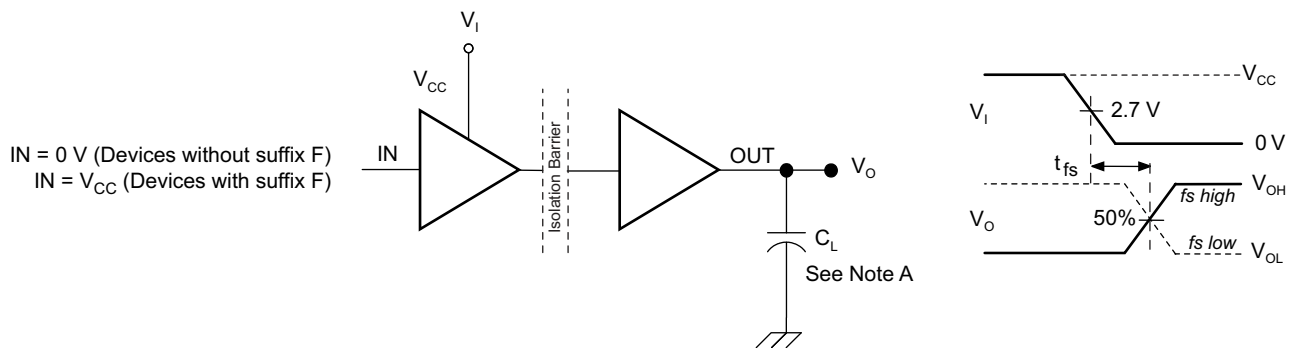 V_I
V_CC
IN = 0 V (Devices without suffix F)
IN = V_CC (Devices with suffix F)
IN
Isolation Barrier
OUT
V_O
C_L
See Note A
V_CC
V_I
2.7 V
0 V
t_fs
V_OH
fs high
V_O
50%
fs low
V_OL